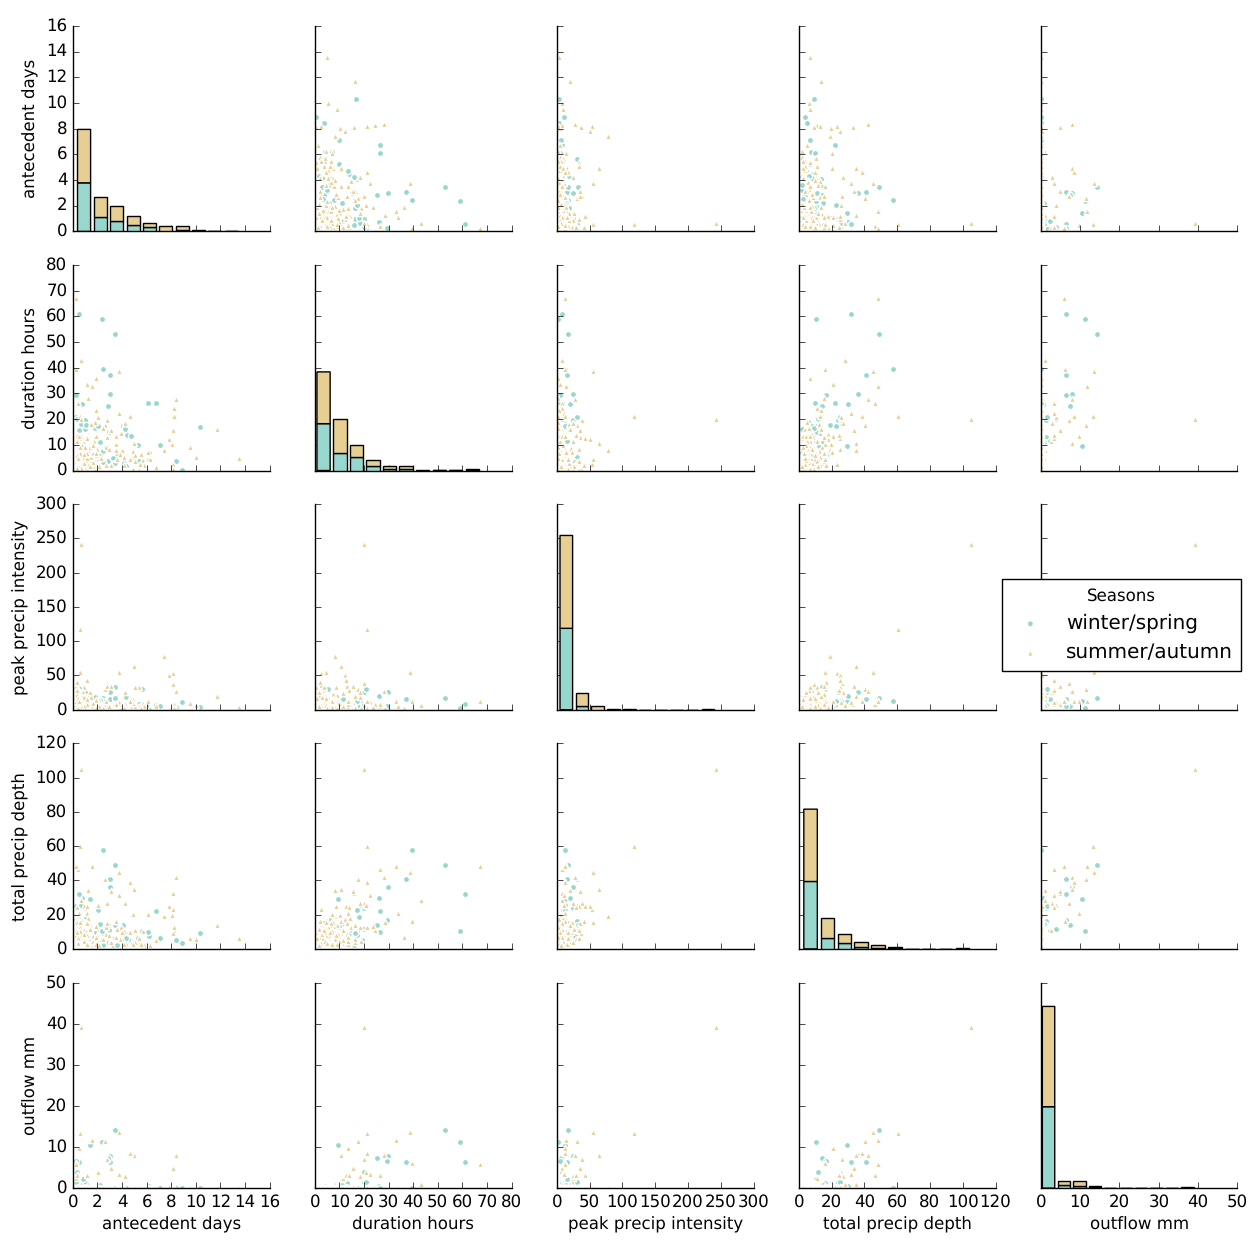 16
14
12
10
8
6
4
2
0
antecedent days
80
70
60
50
40
30
20
10
0
duration hours
300
250
200
150
100
50
0
peak precip intensity
Seasons
winter/spring
summer/autumn
120
100
80
60
40
20
0
total precip depth
50
40
30
20
10
0
outflow mm
0 2 4 6 8 10 12 14 16
0 10 20 30 40 50 60 70 80
0 50 100 150 200 250 300
0 20 40 60 80 100 120
0 10 20 30 40 50
antecedent days
duration hours
peak precip intensity
total precip depth
outflow mm